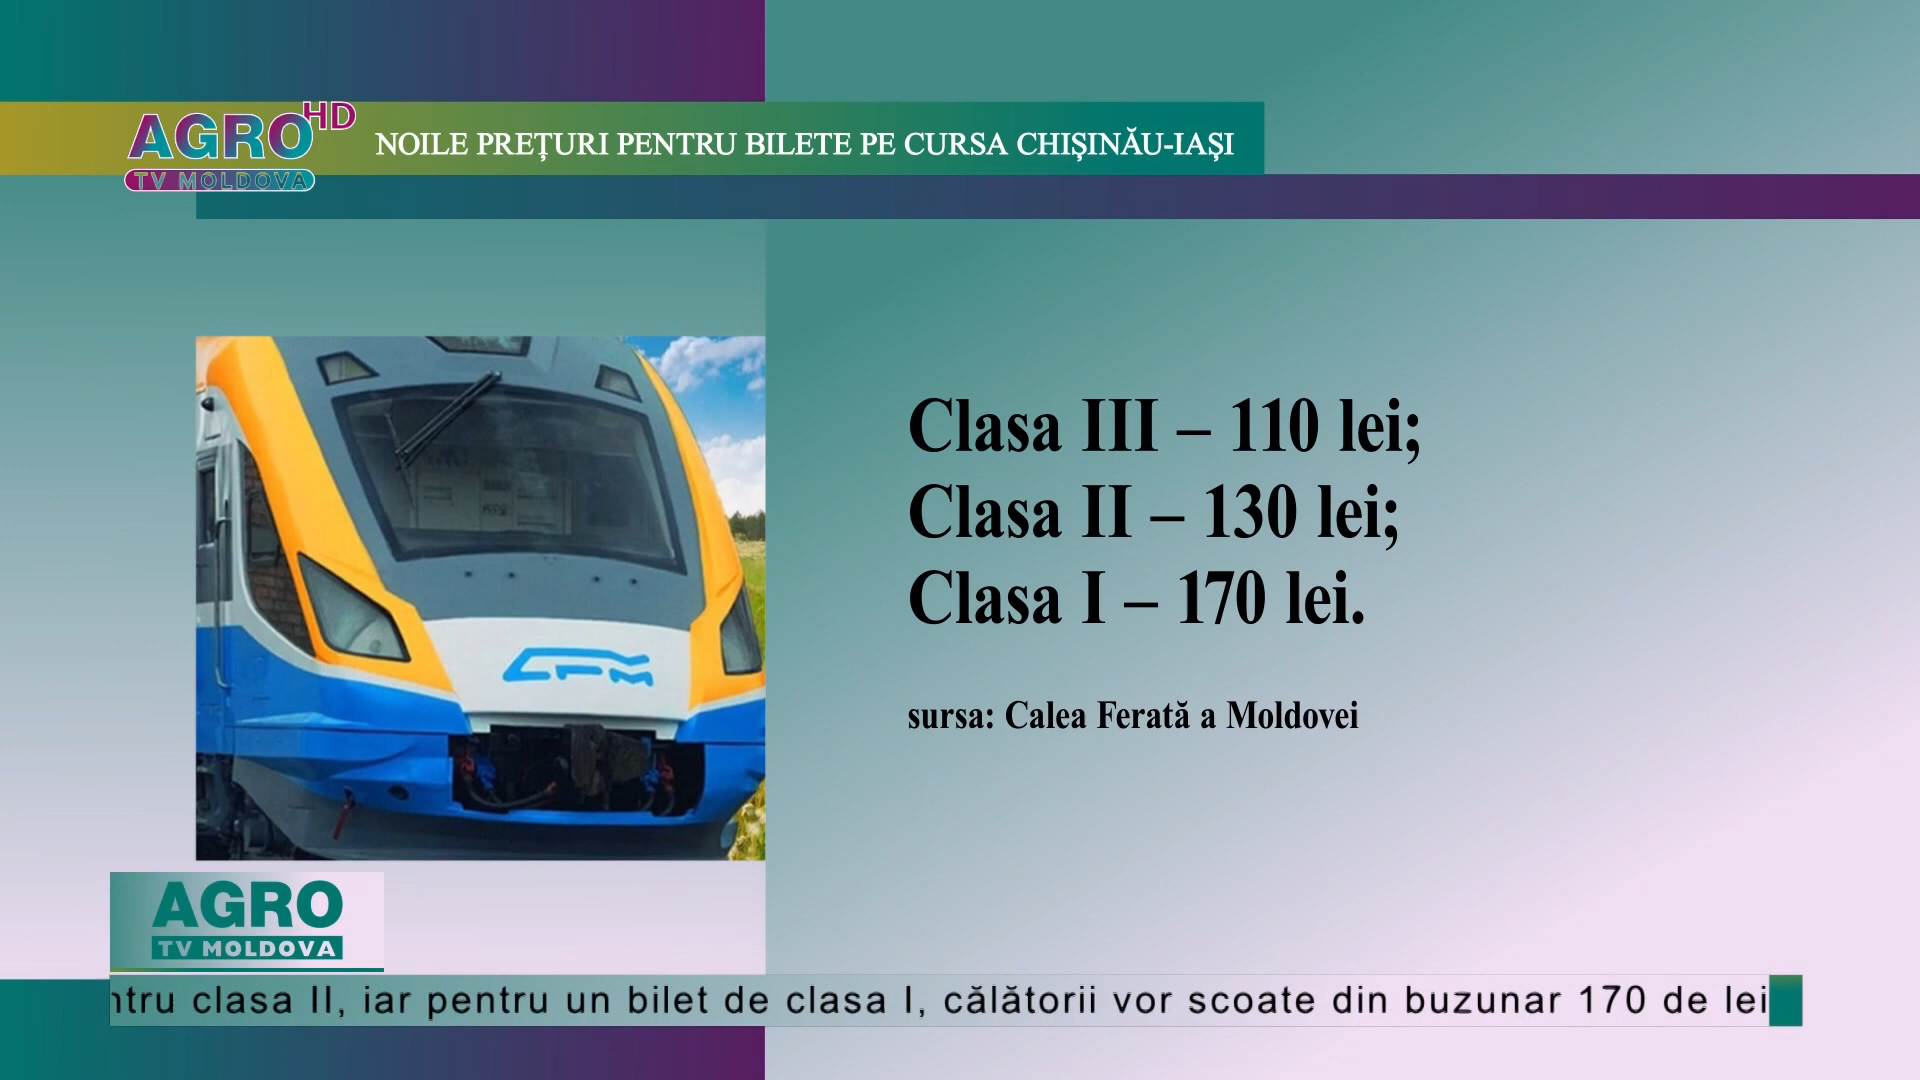 AGRO HD
TV MOLDOVA
NOILE PREȚURI PENTRU BILETE PE CURSA CHIȘINĂU-IAȘI
Clasa III – 110 lei;
Clasa II – 130 lei;
Clasa I – 170 lei.
sursa: Calea Ferată a Moldovei
CFM
AGRO
TV MOLDOVA
ntru clasa II, iar pentru un bilet de clasa I, călătorii vor scoate din buzunar 170 de lei